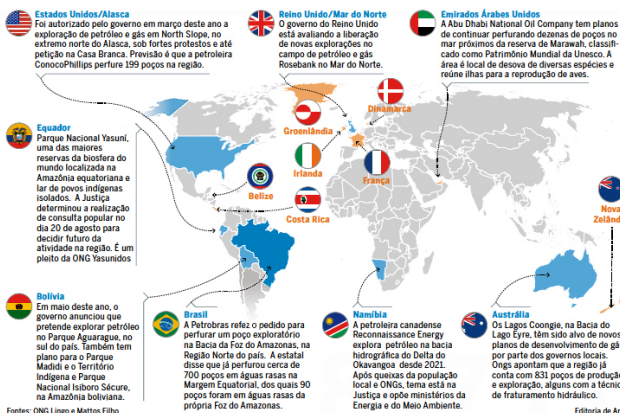 Estados Unidos/Alasca
Foi autorizado pelo governo em março deste ano a
exploração de petróleo e gás em North Slope, no
extremo norte do Alasca, sob fortes protestos e até
petição na Casa Branca. Previsão é que a petroleira
ConocoPhillips perfure 199 poços na região.
Reino Unido/Mar do Norte
O governo do Reino Unido
está avaliando a liberação
de novas explorações no
campo de petróleo e gás
Rosebank no Mar do Norte.
Emirados Árabes Unidos
A Abu Dhabi National Oil Company tem planos
de continuar perfurando dezenas de poços no
mar próximos da reserva de Marawah, classifi-
cado como Patrimônio Mundial da Unesco. A
área é local de desova de diversas espécies e
reúne ilhas para a reprodução de aves.
Dinamarca
Groenlândia
Irlanda
França
Equador
Parque Nacional Yasuní,
uma das maiores
reservas da biosfera do
mundo localizada na
Amazônia equatoriana e
lar de povos indígenas
isolados. A Justiça
determinou a realização
de consulta popular no
dia 20 de agosto para
decidir futuro da
atividade na região. É um
pleito da ONG Yasunidos
Belize
Costa Rica
Nova
Zelân
Bolívia
Em maio deste ano, o
governo anunciou que
pretende explorar petróleo
no Parque Aguarague, no
sul do país. Também tem
plano para o Parque
Madidi e o Território
Indígena e Parque
Nacional Isiboro Sécure,
na Amazônia boliviana.
Brasil
A Petrobras refez o pedido para
perfurar um poço exploratório
na Bacia da Foz do Amazonas, na
Região Norte do país. A estatal
disse que já perfurou cerca de
700 poços em águas rasas na
Margem Equatorial, dos quais 90
poços foram em águas rasas da
própria Foz do Amazonas.
Namíbia
A petroleira canadense
Reconnaissance Energy
explora petróleo na bacia
hidrográfica do Delta do
Okavangoa desde 2021.
Após queixas da população
local e ONGs, tema está na
Justiça e opõe ministérios da
Energia e do Meio Ambiente.
Austrália
Os Lagos Coongie, na Bacia do
Lago Eyre, têm sido alvo de novos
planos de desenvolvimento de gá
por parte dos governos locais.
Ongs apontam que a região já
conta com 831 poços de produção
e exploração, alguns com a técnic
de fraturamento hidráulico.
Fontes: ONG Lingo e Mattos Filho
Editoria de Ar